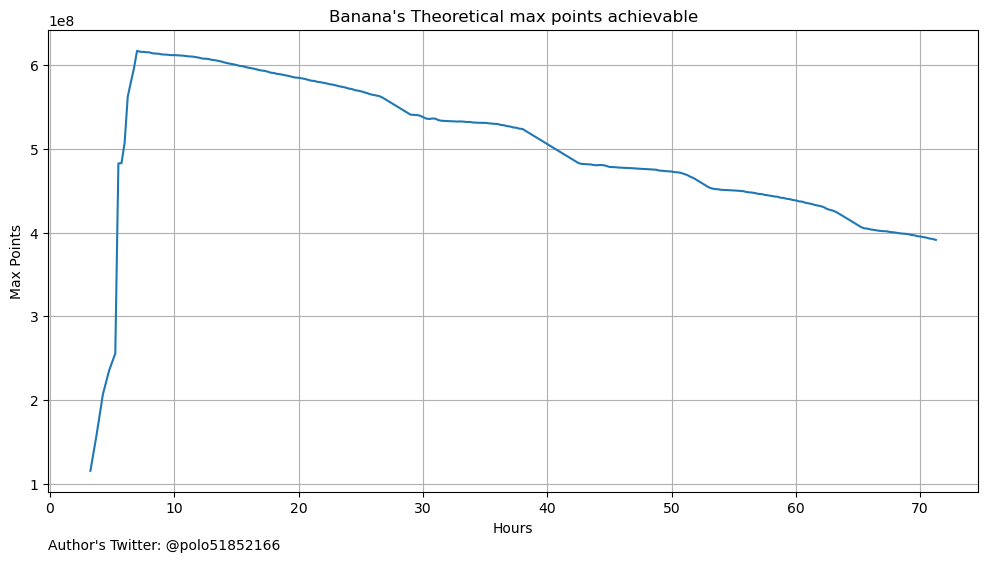 Banana's Theoretical max points achievable
1e8
6
5
4
3
2
1
Max Points
0 10 20 30 40 50 60 70
Hours
Author's Twitter: @polo51852166